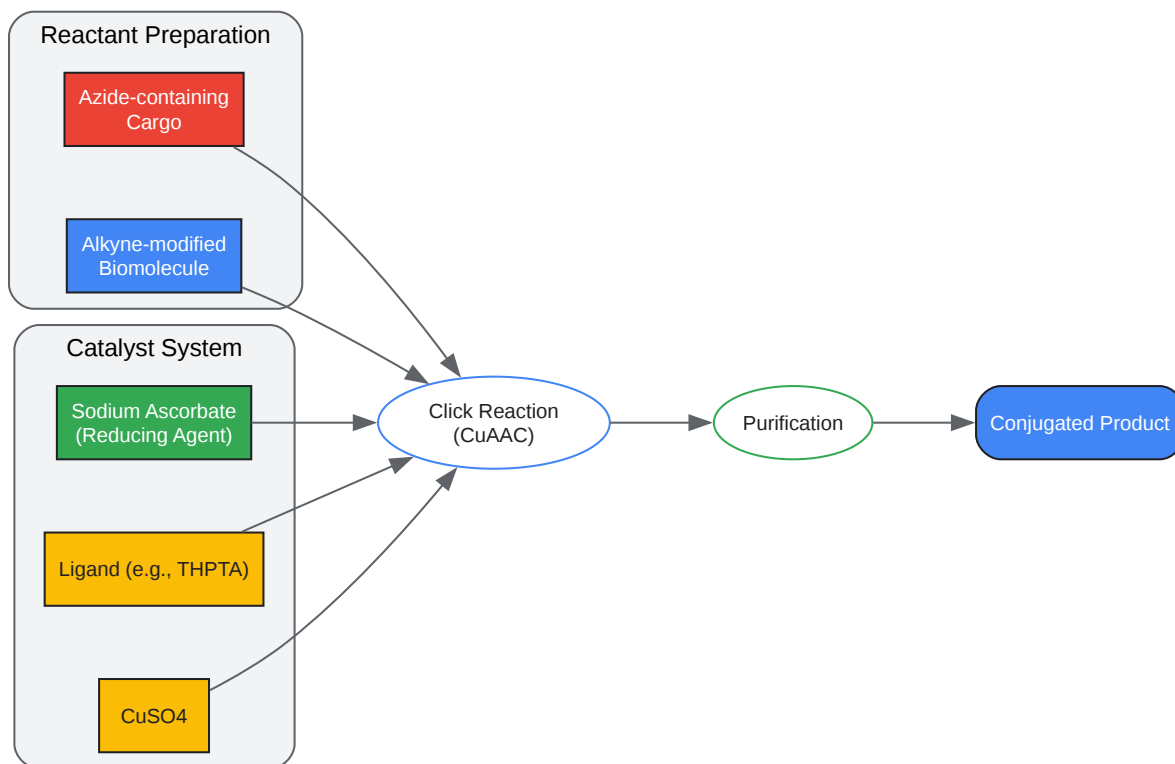 Reactant Preparation
Azide-containing
Cargo
Alkyne-modified
Biomolecule
Catalyst System
Sodium Ascorbate
(Reducing Agent)
Ligand (e.g., THPTA)
CuSO4
Click Reaction
(CuAAC)
Purification
Conjugated Product